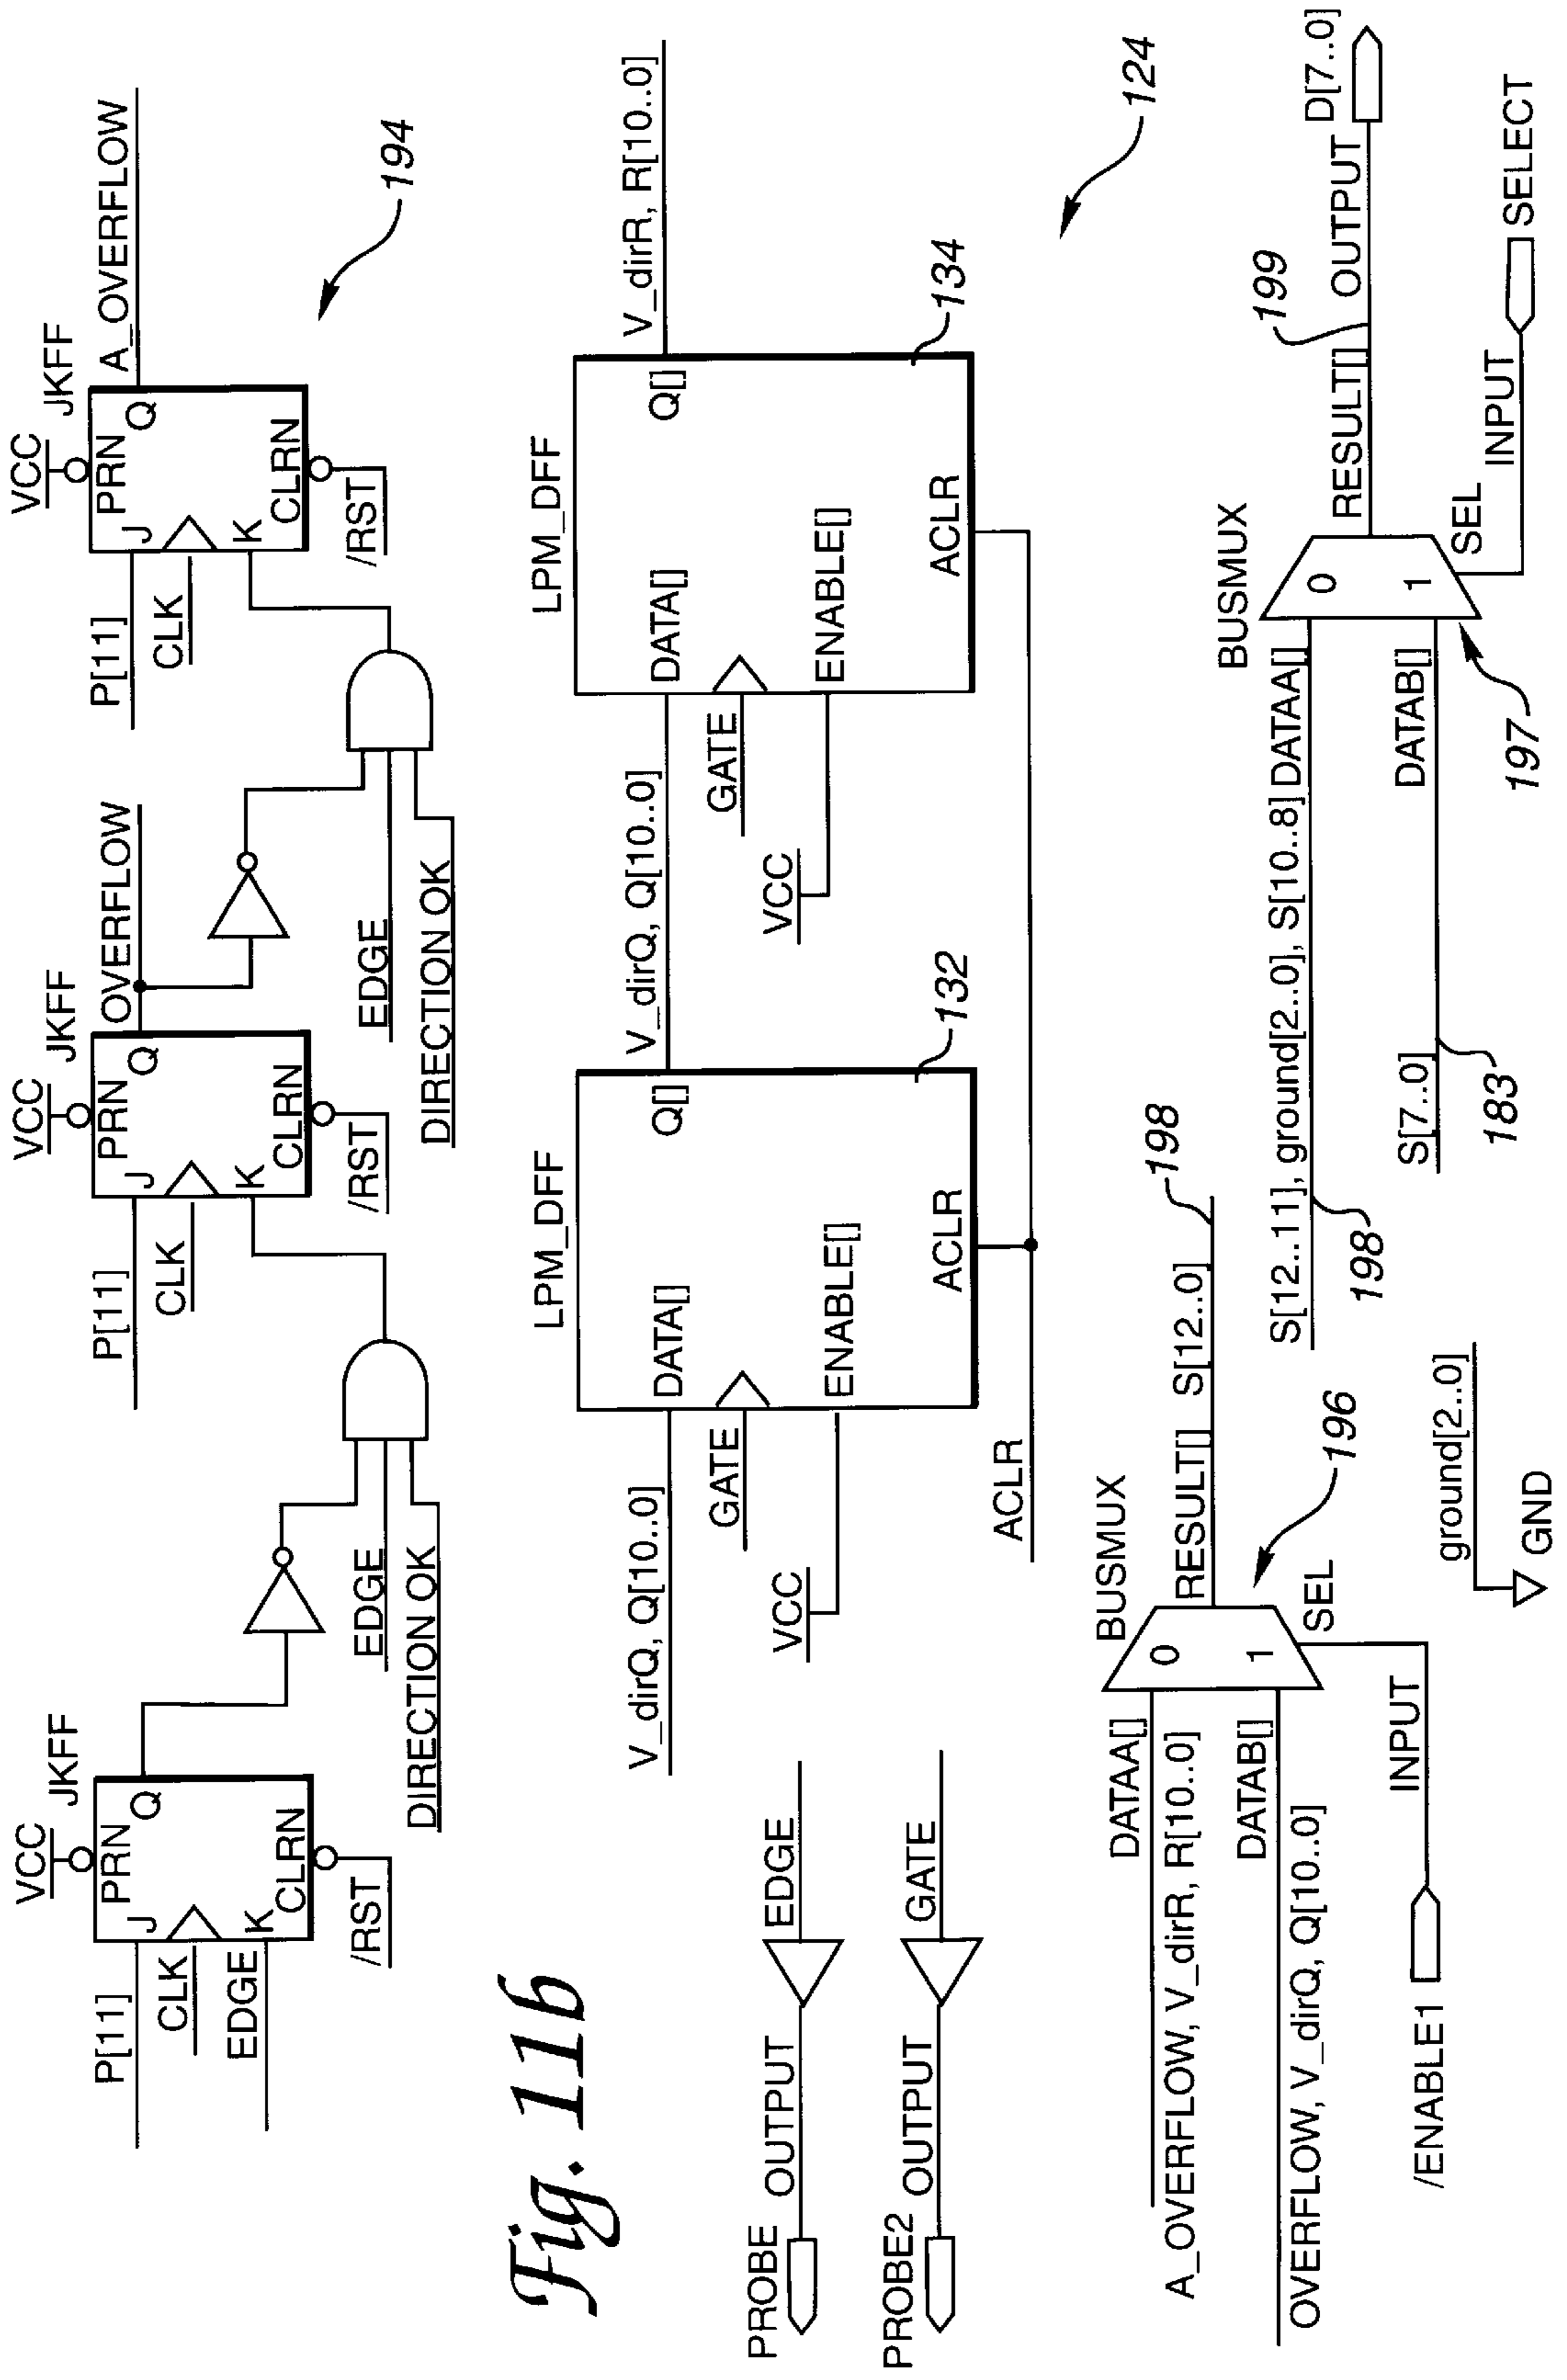 VCC
PRN
JKFF
P[11]
J
Q
CLK
EDGE
K
CLRN
/RST
EDGE
DIRECTION OK
VCC
PRN
JKFF
P[11]
J
Q
OVERFLOW
CLK
K
CLRN
/RST
EDGE
DIRECTION OK
VCC
PRN
JKFF
P[11]
J
Q
A_OVERFLOW
CLK
K
CLRN
/RST
194
Fig. 11b
LPM_DFF
V_dirQ, Q[10..0]
DATA[]
Q[]
GATE
VCC
ENABLE[]
ACLR
132
ACLR
LPM_DFF
V_dirQ, Q[10..0]
DATA[]
Q[]
V_dirR, R[10..0]
GATE
VCC
ENABLE[]
ACLR
134
124
PROBE
OUTPUT
EDGE
PROBE2
OUTPUT
GATE
BUSMUX
DATAA[]
A_OVERFLOW, V_dirR, R[10..0]
0
RESULT[]
S[12..0]
198
DATAB[]
OVERFLOW, V_dirQ, Q[10..0]
1
SEL
196
/ENABLE1
INPUT
ground[2..0]
GND
BUSMUX
S[12..11], ground[2..0], S[10..8]
DATAA[]
198
0
RESULT[]
199
OUTPUT
D[7..0]
S[7..0]
183
DATAB[]
1
SEL
197
INPUT
SELECT